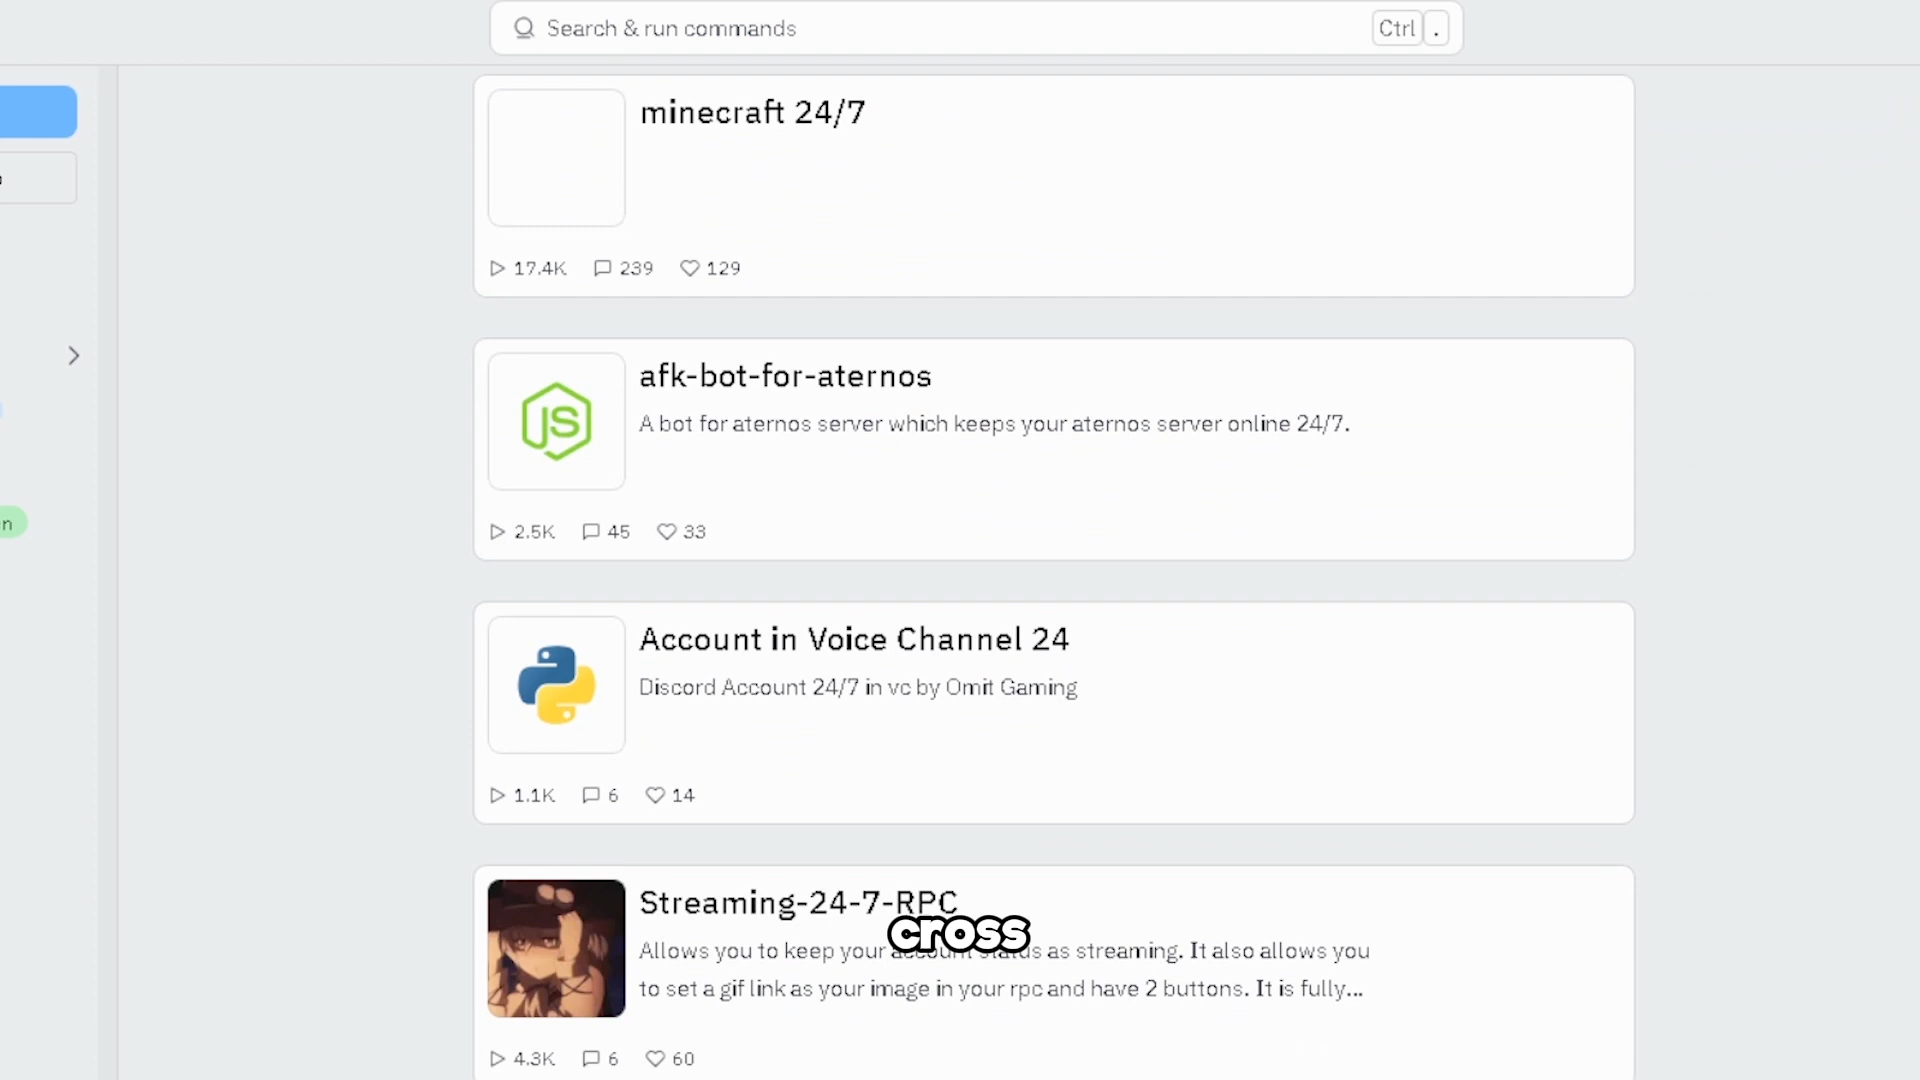 Search & run commands
Ctrl .
minecraft 24/7
17.4K 239 129
afk-bot-for-aternos
JS
A bot for aternos server which keeps your aternos server online 24/7.
n
2.5K 45 33
Account in Voice Channel 24
Discord Account 24/7 in vc by Omit Gaming
1.1K 6 14
Streaming-24-7-RPC
cross
Allows you to keep your account status as streaming. It also allows you
to set a gif link as your image in your rpc and have 2 buttons. It is fully...
4.3K 6 60